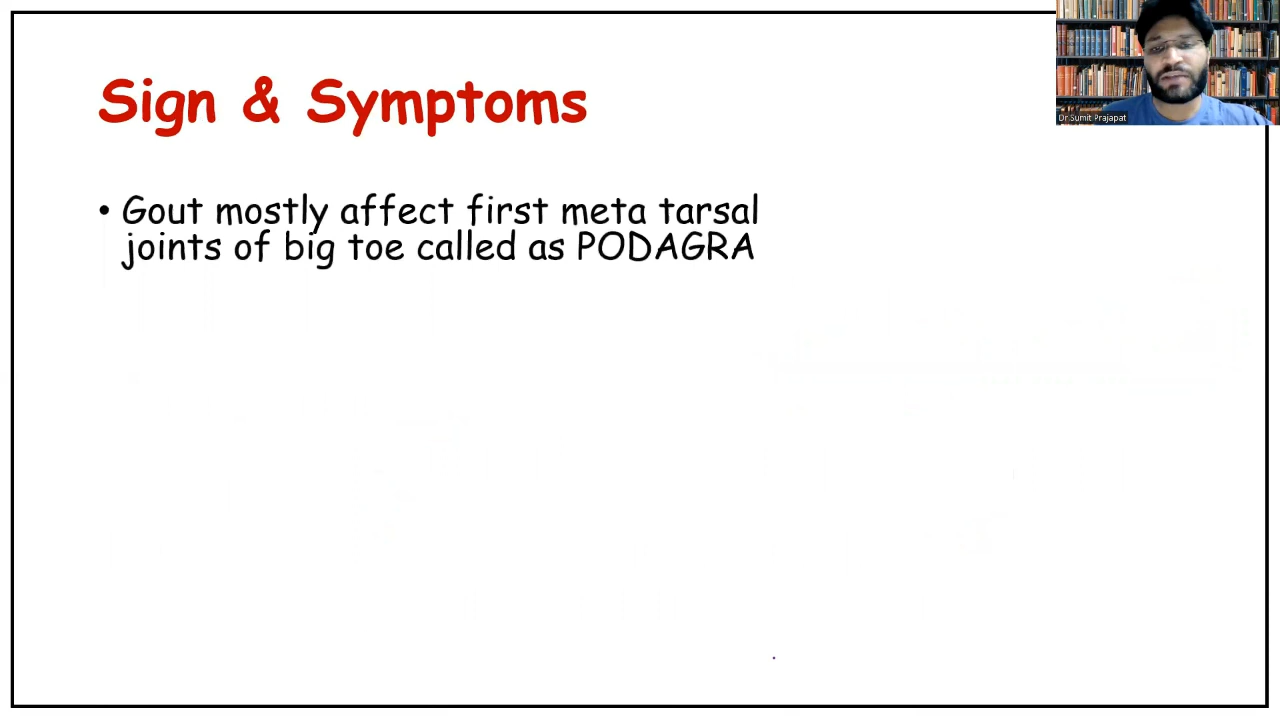 Dr.Sumit Prajapat
Sign & Symptoms
• Gout mostly affect first meta tarsal
joints of big toe called as PODAGRA